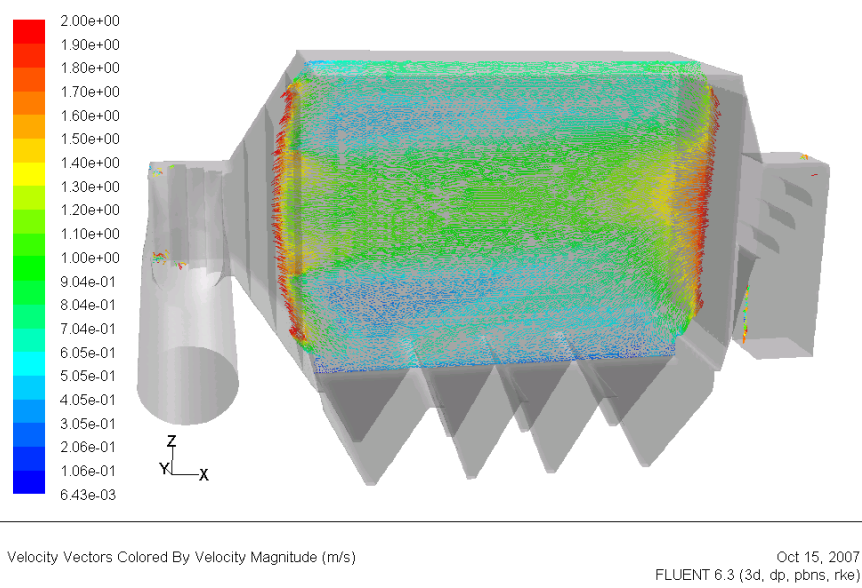 2.00e+00
1.90e+00
1.80e+00
1.70e+00
1.60e+00
1.50e+00
1.40e+00
1.30e+00
1.20e+00
1.10e+00
1.00e+00
9.04e-01
8.04e-01
7.04e-01
6.05e-01
5.05e-01
4.05e-01
3.05e-01
2.06e-01
1.06e-01
6.43e-03
Z
Y X
Velocity Vectors Colored By Velocity Magnitude (m/s)
Oct 15, 2007
FLUENT 6.3 (3d, dp, pbns, rke)